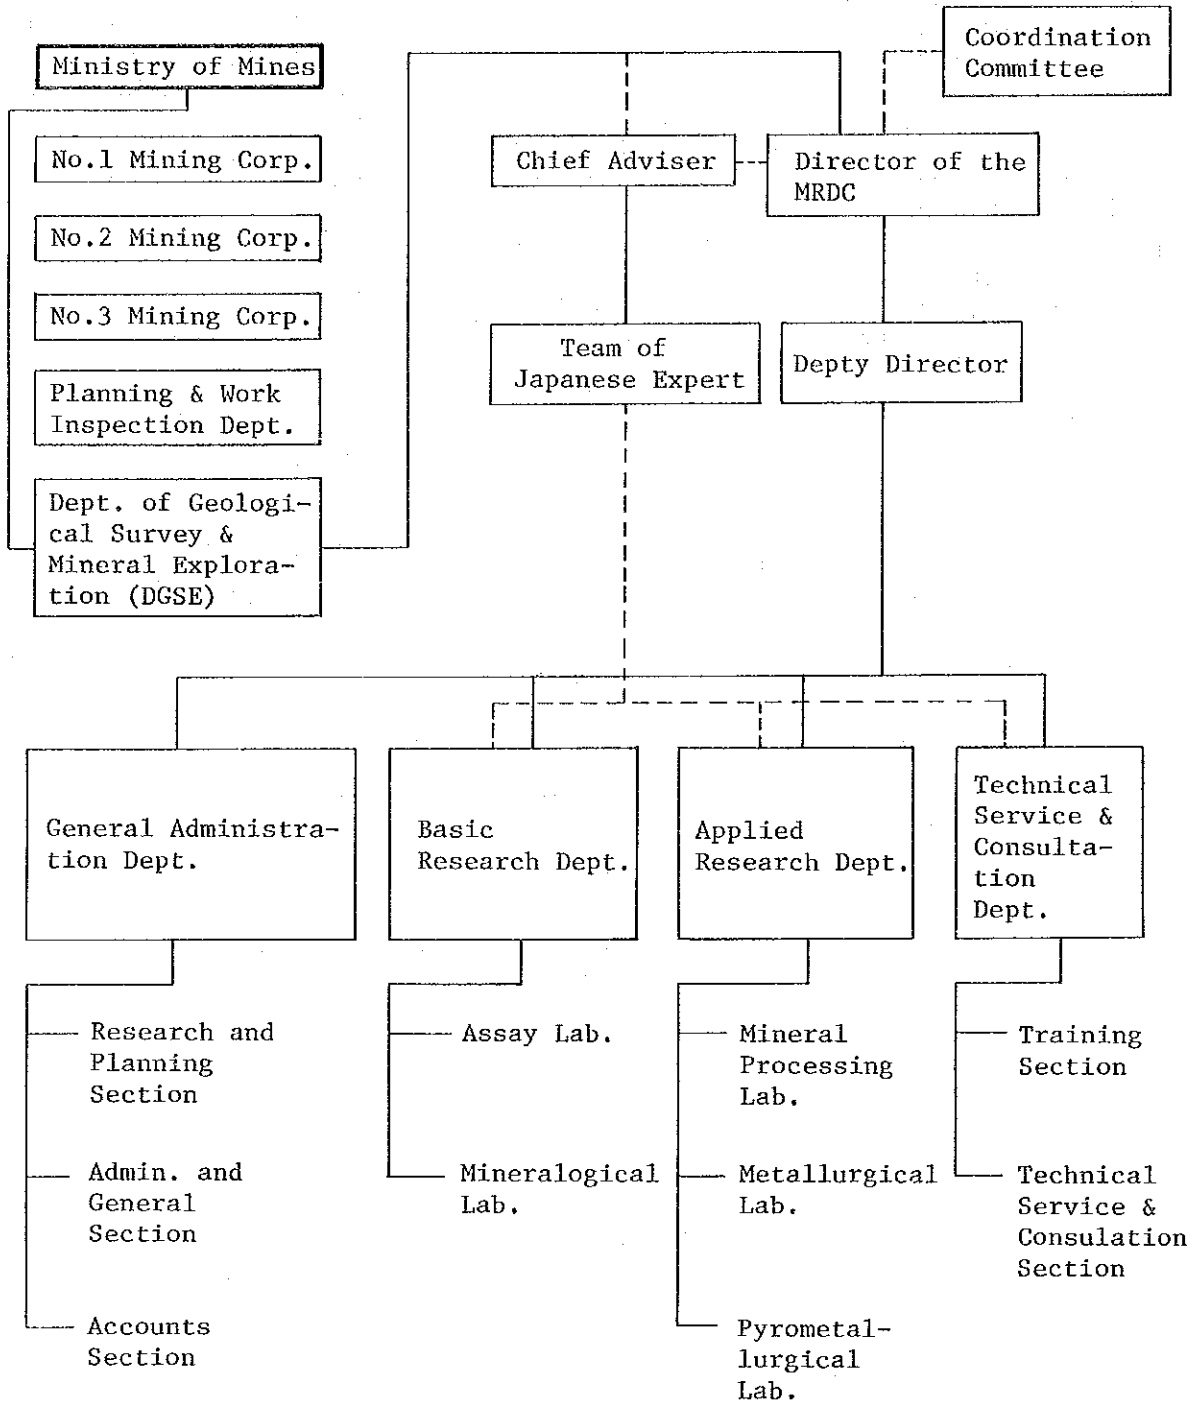 Ministry of Mines
No.1 Mining Corp.
No.2 Mining Corp.
No.3 Mining Corp.
Planning & Work
Inspection Dept.
Dept. of Geologi-
cal Survey &
Mineral Explora-
tion (DGSE)
Coordination
Committee
Chief Adviser
Director of the
MRDC
Team of
Japanese Expert
Depty Director
General Administra-
tion Dept.
Basic
Research Dept.
Applied
Research Dept.
Technical
Service &
Consulta-
tion
Dept.
Research and
Planning
Section
Admin. and
General
Section
Accounts
Section
Assay Lab.
Mineralogical
Lab.
Mineral
Processing
Lab.
Metallurgical
Lab.
Pyrometal-
lurgical
Lab.
Training
Section
Technical
Service &
Consulation
Section